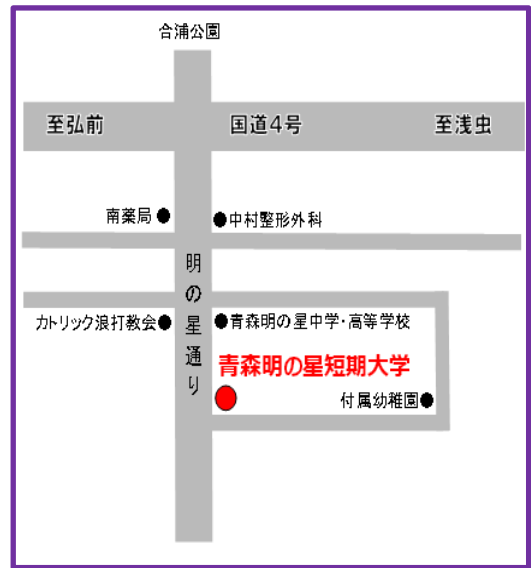 合浦公園
至弘前
国道4号
至浅虫
南薬局
中村整形外科
明の星通り
カトリック浪打教会
青森明の星中学・高等学校
青森明の星短期大学
付属幼稚園